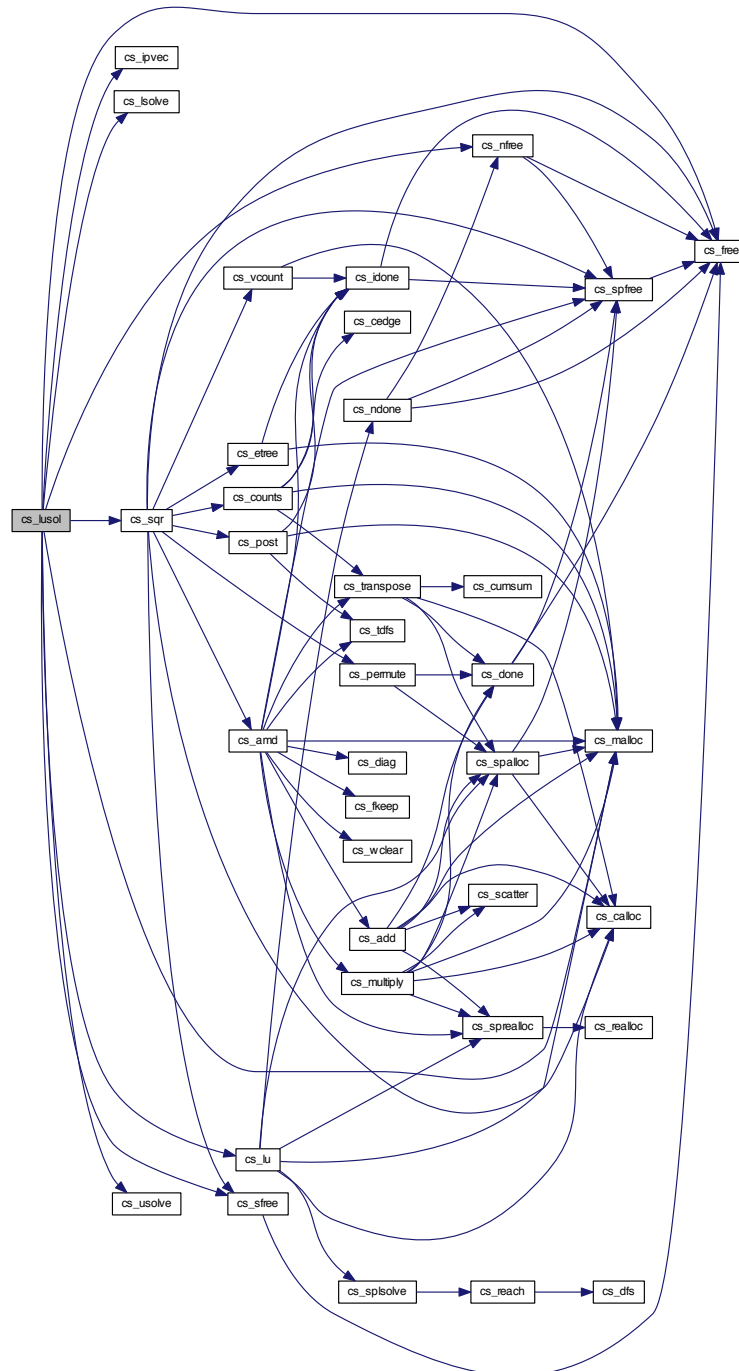 cs_ipvec
cs_lsolve
cs_nfree
cs_free
cs_vcount
cs_idone
cs_spfree
cs_cedge
cs_ndone
cs_etree
cs_counts
cs_lusol
cs_sqr
cs_post
cs_transpose
cs_cumsum
cs_tdfs
cs_permute
cs_done
cs_amd
cs_malloc
cs_diag
cs_spalloc
cs_fkeep
cs_wclear
cs_scatter
cs_calloc
cs_add
cs_multiply
cs_sprealloc
cs_realloc
cs_lu
cs_usolve
cs_sfree
cs_splsolve
cs_reach
cs_dfs